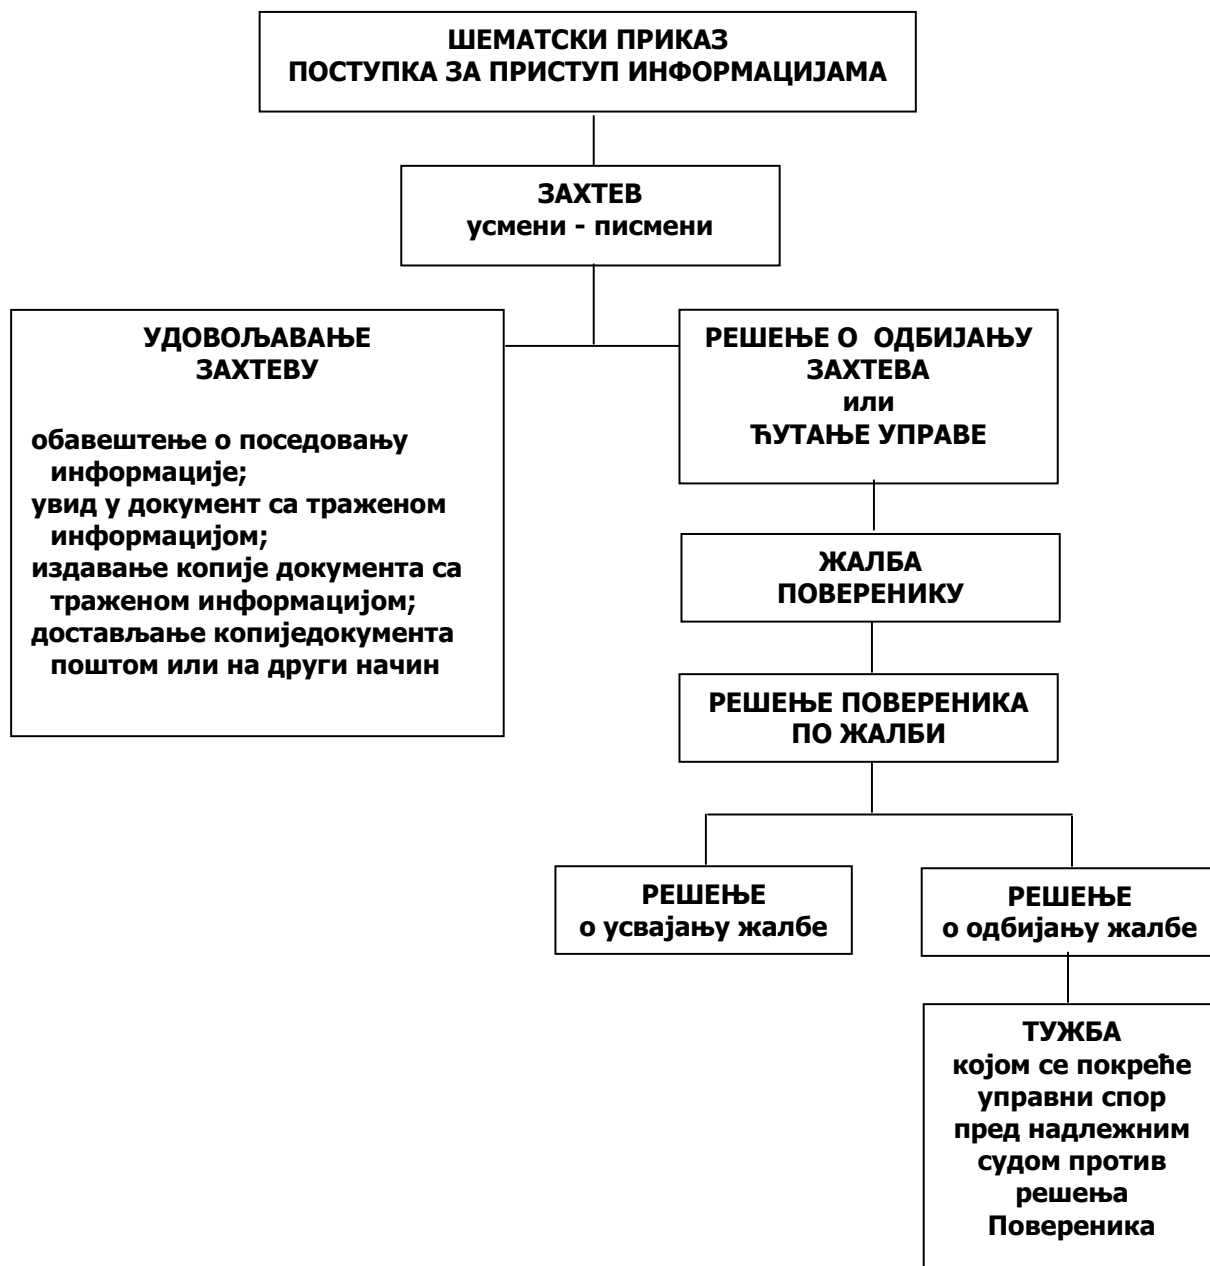 ШЕМАТСКИ ПРИКАЗ
ПОСТУПКА ЗА ПРИСТУП ИНФОРМАЦИЈАМА
ЗАХТЕВ
усмени - писмени
УДОВОЉАВАЊЕ
ЗАХТЕВУ
обавештење о поседовању
информације;
увид у документ са траженом
информацијом;
издавање копије документа са
траженом информацијом;
достављање копиједокумента
поштом или на други начин
РЕШЕЊЕ О ОДБИЈАЊУ
ЗАХТЕВА
или
ЋУТАЊЕ УПРАВЕ
ЖАЛБА
ПОВЕРЕНИКУ
РЕШЕЊЕ ПОВЕРЕНИКА
ПО ЖАЛБИ
РЕШЕЊЕ
о усвајању жалбе
РЕШЕЊЕ
о одбијању жалбе
ТУЖБА
којом се покреће
управни спор
пред надлежним
судом против
решења
Повереника